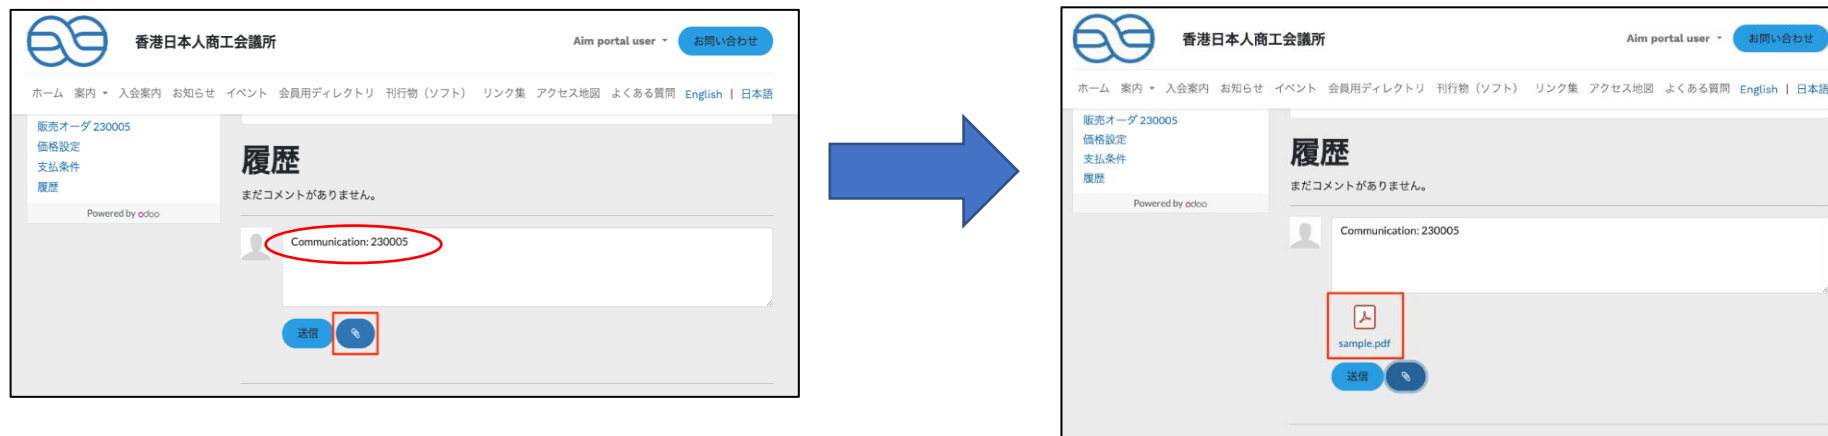 香港日本人商工会議所
Aim portal user
お問い合わせ
ホーム 案内 入会案内 お知らせ イベント 会員用ディレクトリ 刊行物（ソフト） リンク集 アクセス地図 よくある質問 English | 日本語
販売オーダ 230005
価格設定
支払条件
履歴
Powered by odoo
履歴
まだコメントがありません。
Communication: 230005
送信
香港日本人商工会議所
Aim portal user
お問い合わせ
ホーム 案内 入会案内 お知らせ イベント 会員用ディレクトリ 刊行物（ソフト） リンク集 アクセス地図 よくある質問 English | 日本語
販売オーダ 230005
価格設定
支払条件
履歴
Powered by odoo
履歴
まだコメントがありません。
Communication: 230005
sample.pdf
送信